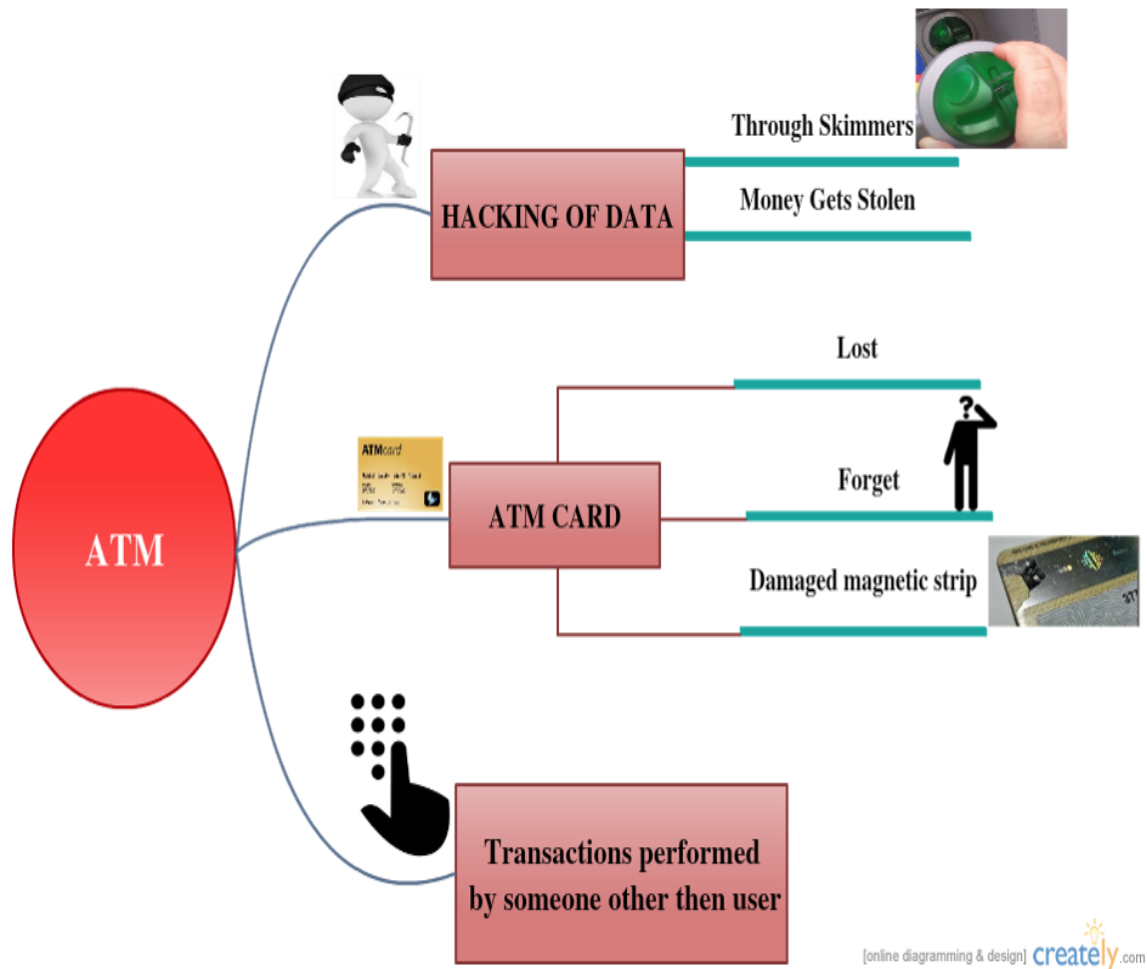 Through Skimmers
HACKING OF DATA
Money Gets Stolen
Lost
ATMcard
ATM CARD
Forget
ATM
Damaged magnetic strip
377
Transactions performed
by someone other then user
[online diagramming & design] creately.com